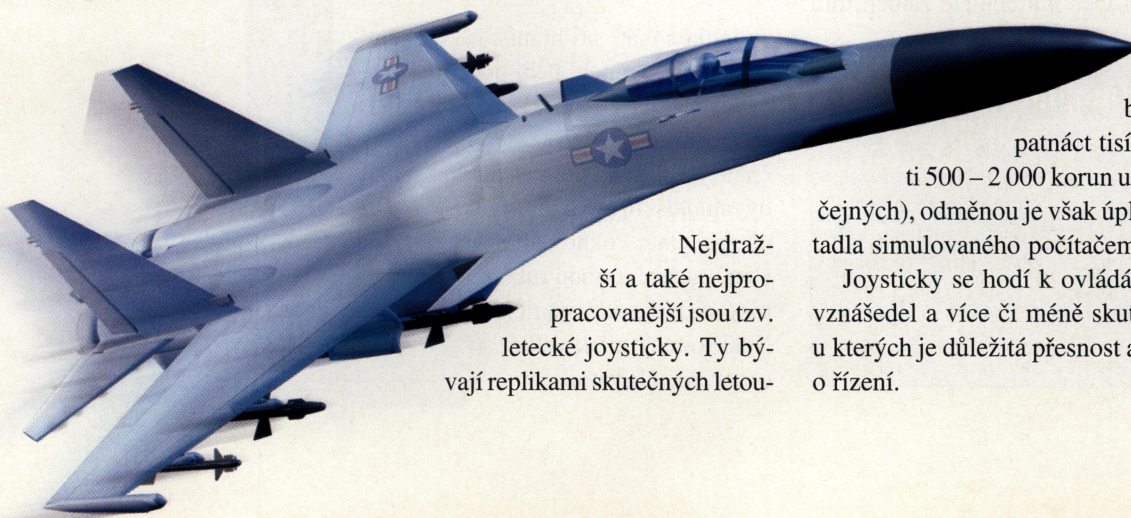 Nejdraž-
ší a také nejpro-
pracovanější jsou tzv.
letecké joysticky. Ty bý-
vají replikami skutečných letou-
patnáct tisí
ti 500 – 2 000 korun u
čejných), odměnou je však úpl
tadla simulovaného počítačem
Joysticky se hodí k ovládá
vznášedel a více či méně skut
u kterých je důležitá přesnost a
o řízení.